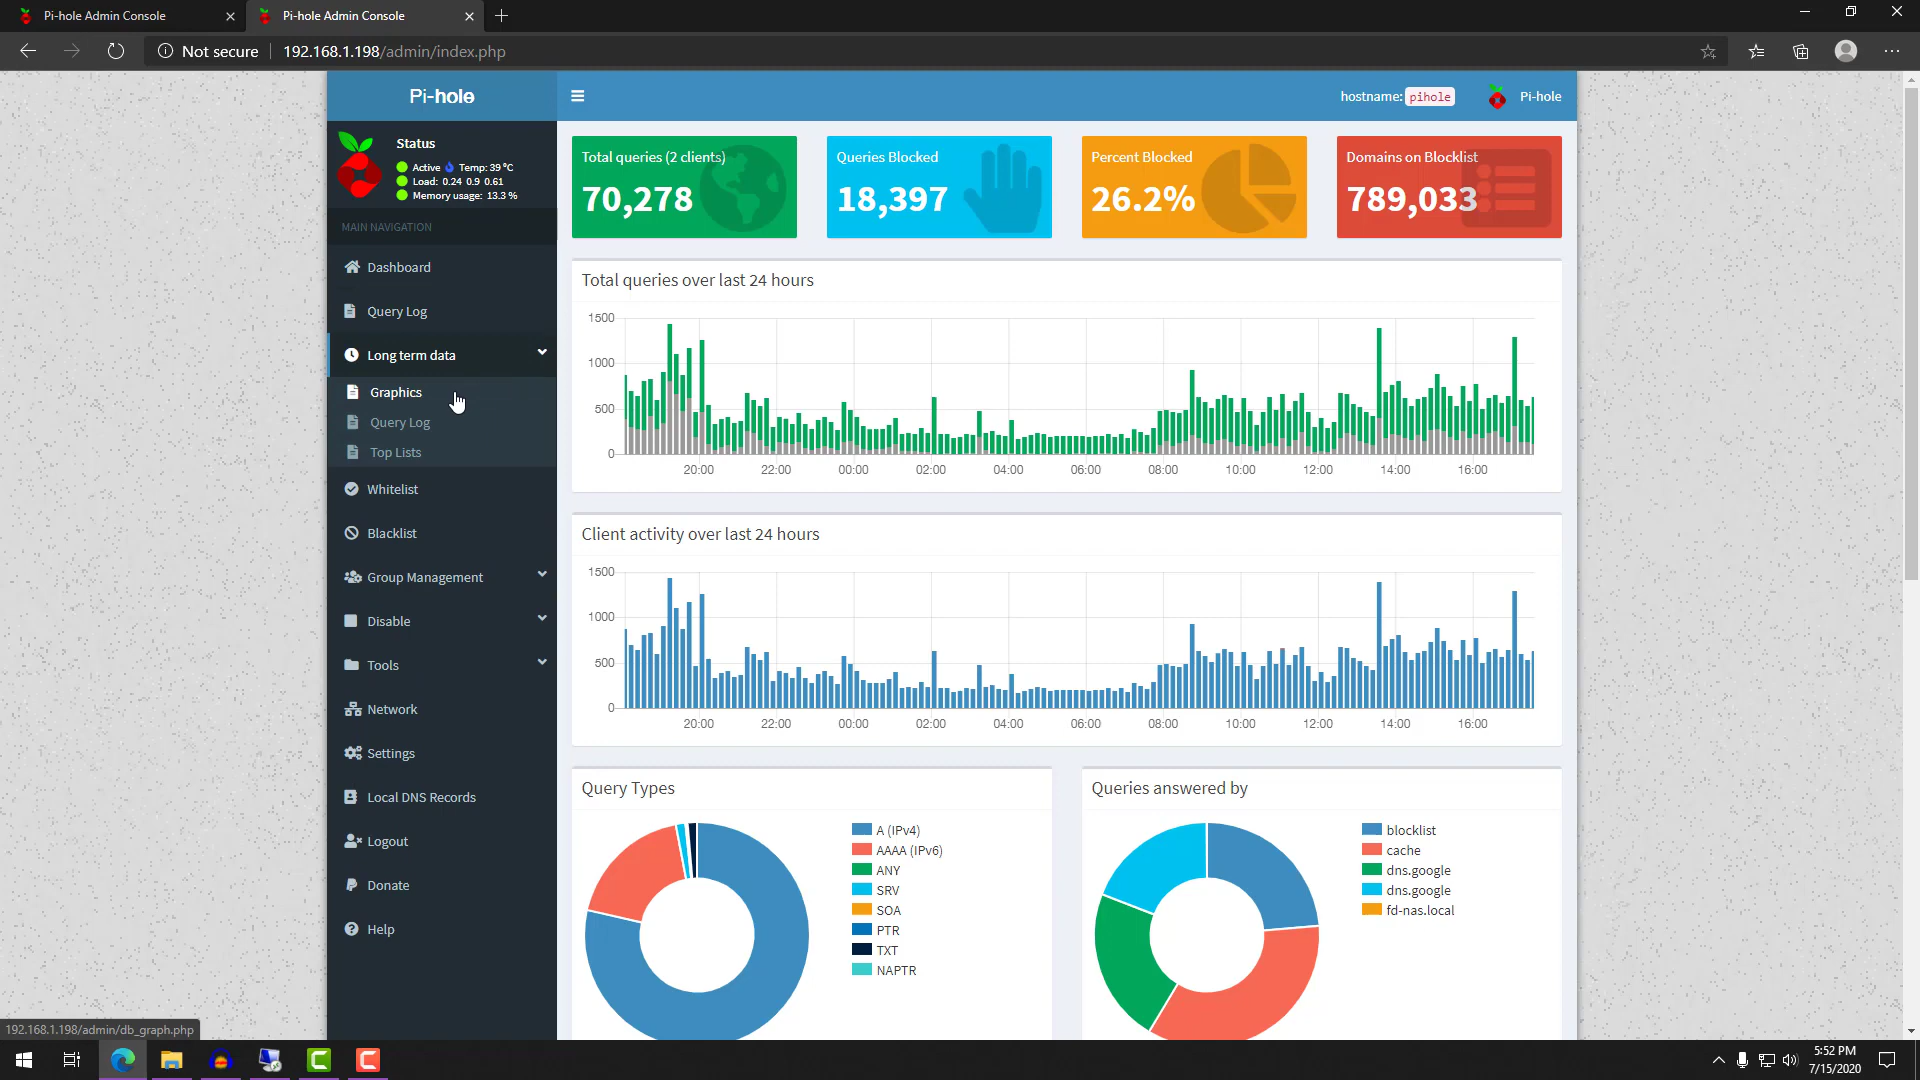 Pi-hole Admin Console
Pi-hole Admin Console
Not secure
192.168.1.198/admin/index.php
Pi-hole
hostname: pihole
Pi-hole
Status
Active Temp: 39 °C
Load: 0.24 0.9 0.61
Memory usage: 13.3 %
MAIN NAVIGATION
Dashboard
Query Log
Long term data
Graphics
Query Log
Top Lists
Whitelist
Blacklist
Group Management
Disable
Tools
Network
Settings
Local DNS Records
Logout
Donate
Help
Total queries (2 clients)
70,278
Queries Blocked
18,397
Percent Blocked
26.2%
Domains on Blocklist
789,033
Total queries over last 24 hours
1500
1000
500
0
20:00 22:00 00:00 02:00 04:00 06:00 08:00 10:00 12:00 14:00 16:00
Client activity over last 24 hours
1500
1000
500
0
20:00 22:00 00:00 02:00 04:00 06:00 08:00 10:00 12:00 14:00 16:00
Query Types
A (IPv4)
AAAA (IPv6)
ANY
SRV
SOA
PTR
TXT
NAPTR
Queries answered by
blocklist
cache
dns.google
dns.google
fd-nas.local
192.168.1.198/admin/db_graph.php
5:52 PM
7/15/2020